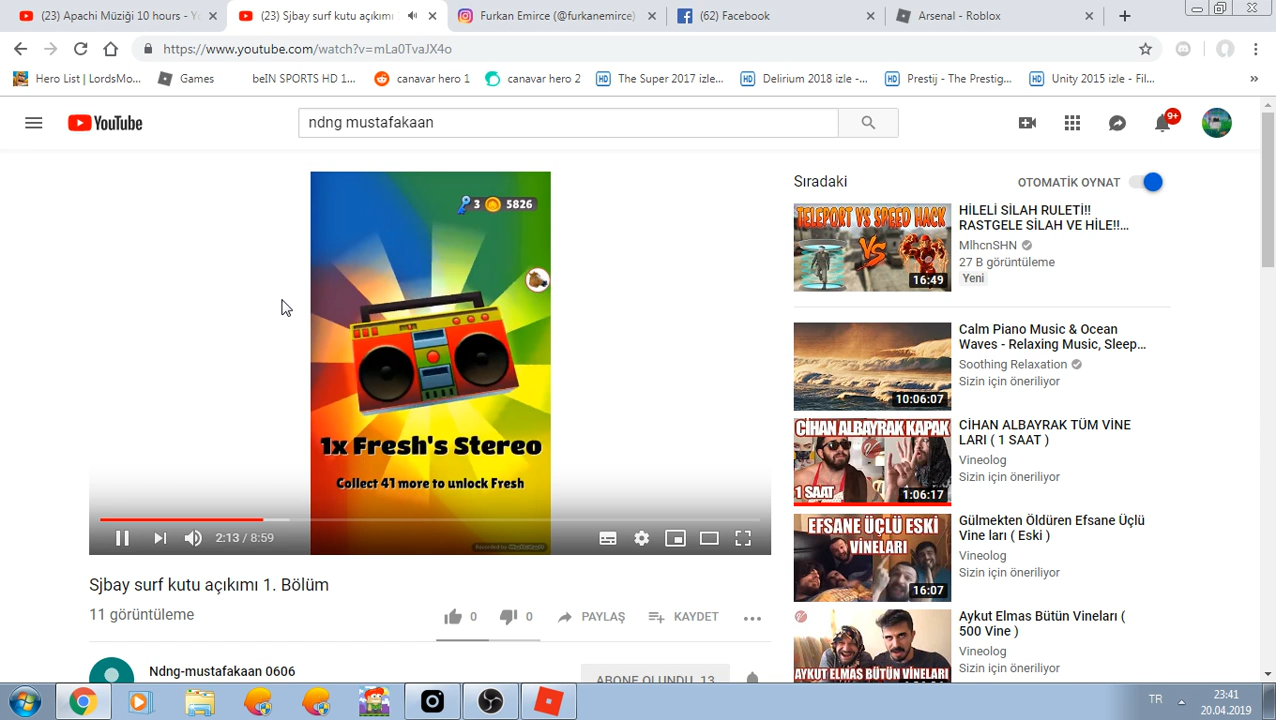 (23) Apachi Müziği 10 hours - Y
(23) Sjbay surf kutu açıkımı
Furkan Emirce (@furkanemirce)
(62) Facebook
Arsenal - Roblox
https://www.youtube.com/watch?v=mLa0TvaJX4o
Hero List | LordsMo...
Games
beIN SPORTS HD 1...
canavar hero 1
canavar hero 2
The Super 2017 izle...
Delirium 2018 izle -...
Prestij - The Prestig...
Unity 2015 izle - Fil...
YouTube
ndng mustafakaan
9+
3
5826
1x Fresh's Stereo
Collect 41 more to unlock Fresh
2:13 / 8:59
Sjbay surf kutu açıkımı 1. Bölüm
11 görüntüleme
0
0
PAYLAŞ
KAYDET
Ndng-mustafakaan 0606
ABONE OLUNDU 13
Sıradaki
OTOMATİK OYNAT
TELEPORT VS SPEED HACK
VS
16:49
HİLELİ SİLAH RULETİ!!
RASTGELE SİLAH VE HİLE!!...
MlhcnSHN
27 B görüntüleme
Yeni
10:06:07
Calm Piano Music & Ocean
Waves - Relaxing Music, Sleep...
Soothing Relaxation
Sizin için öneriliyor
CİHAN ALBAYRAK KAPAK
1 SAAT
1:06:17
CİHAN ALBAYRAK TÜM VİNE
LARI ( 1 SAAT )
Vineolog
Sizin için öneriliyor
EFSANE ÜÇLÜ ESKİ
VİNELARI
16:07
Gülmekten Öldüren Efsane Üçlü
Vine ları ( Eski )
Vineolog
Sizin için öneriliyor
AYKUT ELMAS BÜTÜN VİNELARI
Aykut Elmas Bütün Vineları (
500 Vine )
Vineolog
Sizin için öneriliyor
TR
23:41
20.04.2019